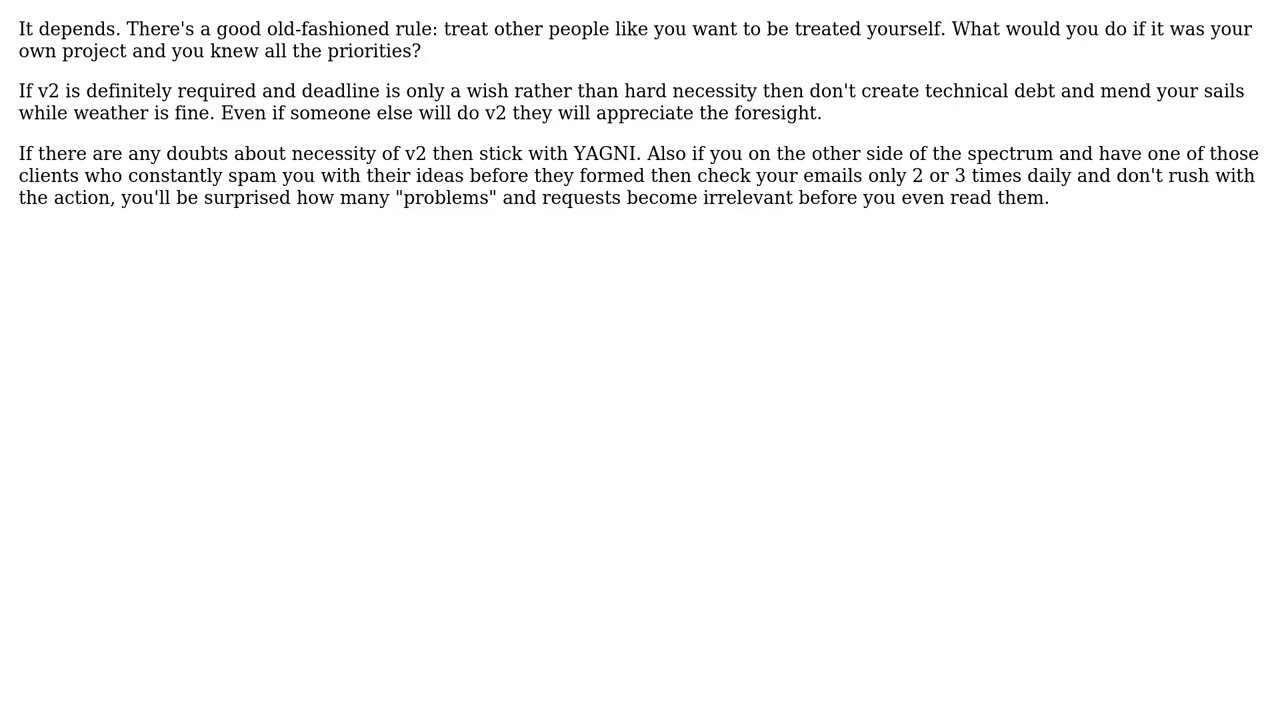 It depends. There's a good old-fashioned rule: treat other people like you want to be treated yourself. What would you do if it was your
own project and you knew all the priorities?
If v2 is definitely required and deadline is only a wish rather than hard necessity then don't create technical debt and mend your sails
while weather is fine. Even if someone else will do v2 they will appreciate the foresight.
If there are any doubts about necessity of v2 then stick with YAGNI. Also if you on the other side of the spectrum and have one of those
clients who constantly spam you with their ideas before they formed then check your emails only 2 or 3 times daily and don't rush with
the action, you'll be surprised how many "problems" and requests become irrelevant before you even read them.